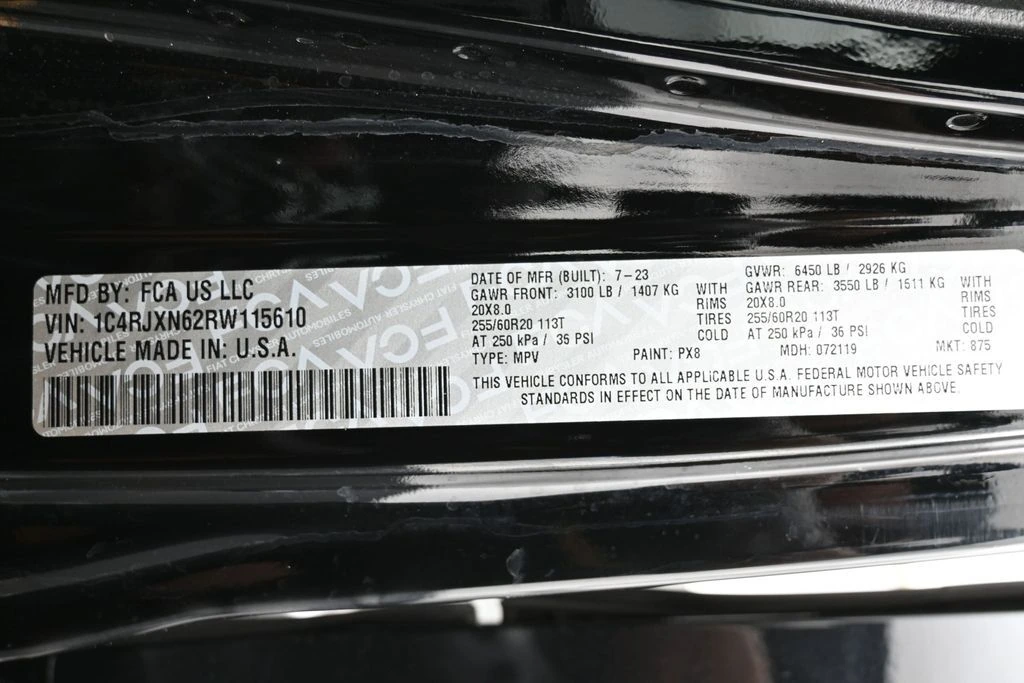 MFD BY: FCA US LLC
VIN: 1C4RJXN62RW115610
VEHICLE MADE IN: U.S.A.
DATE OF MFR (BUILT): 7-23
GVWR: 6450 LB / 2926 KG
GAWR FRONT: 3100 LB / 1407 KG WITH
GAWR REAR: 3550 LB / 1611 KG WITH
20X8.0 RIMS
20X8.0 RIMS
255/60R20 113T TIRES
255/60R20 113T TIRES
AT 250 kPa / 36 PSI COLD
AT 250 kPa / 36 PSI COLD
TYPE: MPV PAINT: PX8 MDH: 072119 MKT: 875
THIS VEHICLE CONFORMS TO ALL APPLICABLE U.S.A. FEDERAL MOTOR VEHICLE SAFETY
STANDARDS IN EFFECT ON THE DATE OF MANUFACTURE SHOWN ABOVE.